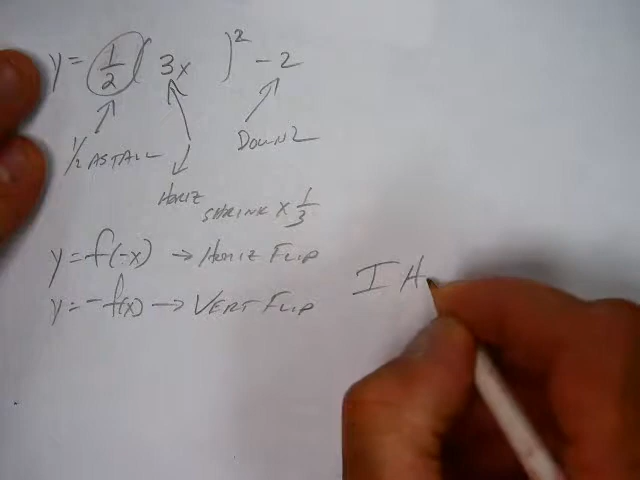 y = 1/2 ( 3x )² - 2
1/2 AS TALL
DOWN 2
HORIZ
SHRINK x 1/3
y = f(-x) → HORIZ FLIP
y = -f(x) → VERT FLIP
I H